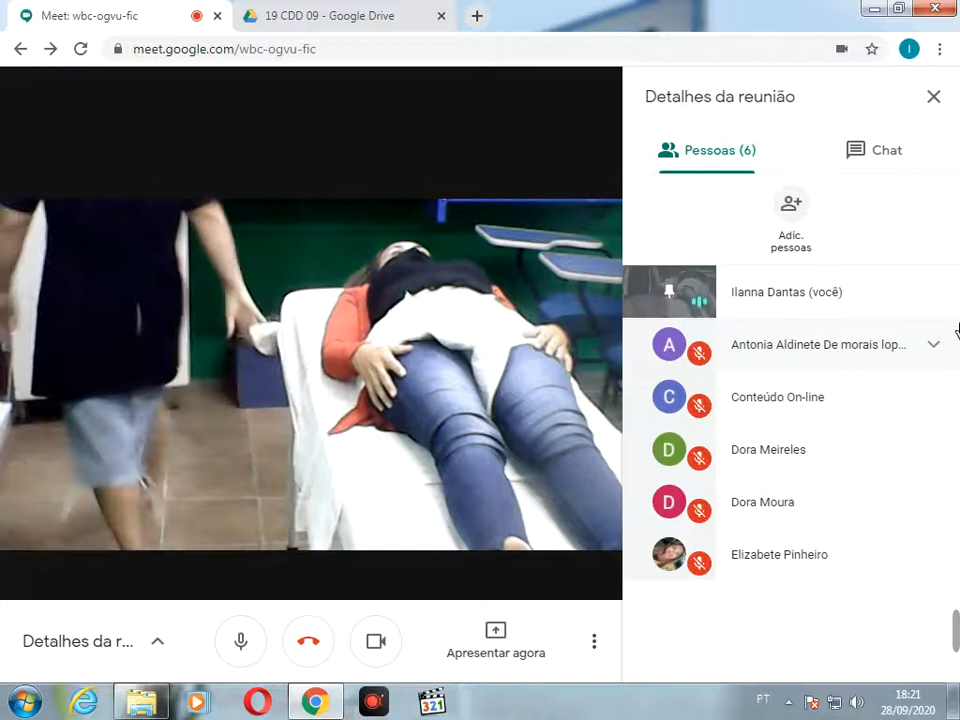 Meet: wbc-ogvu-fic
19 CDD 09 - Google Drive
meet.google.com/wbc-ogvu-fic
I
Detalhes da reunião
Pessoas (6)
Chat
Adic.
pessoas
Ilanna Dantas (você)
A
Antonia Aldinete De morais lop...
C
Conteúdo On-line
D
Dora Meireles
D
Dora Moura
Elizabete Pinheiro
Detalhes da r...
Apresentar agora
321
PT
18:21
28/09/2020